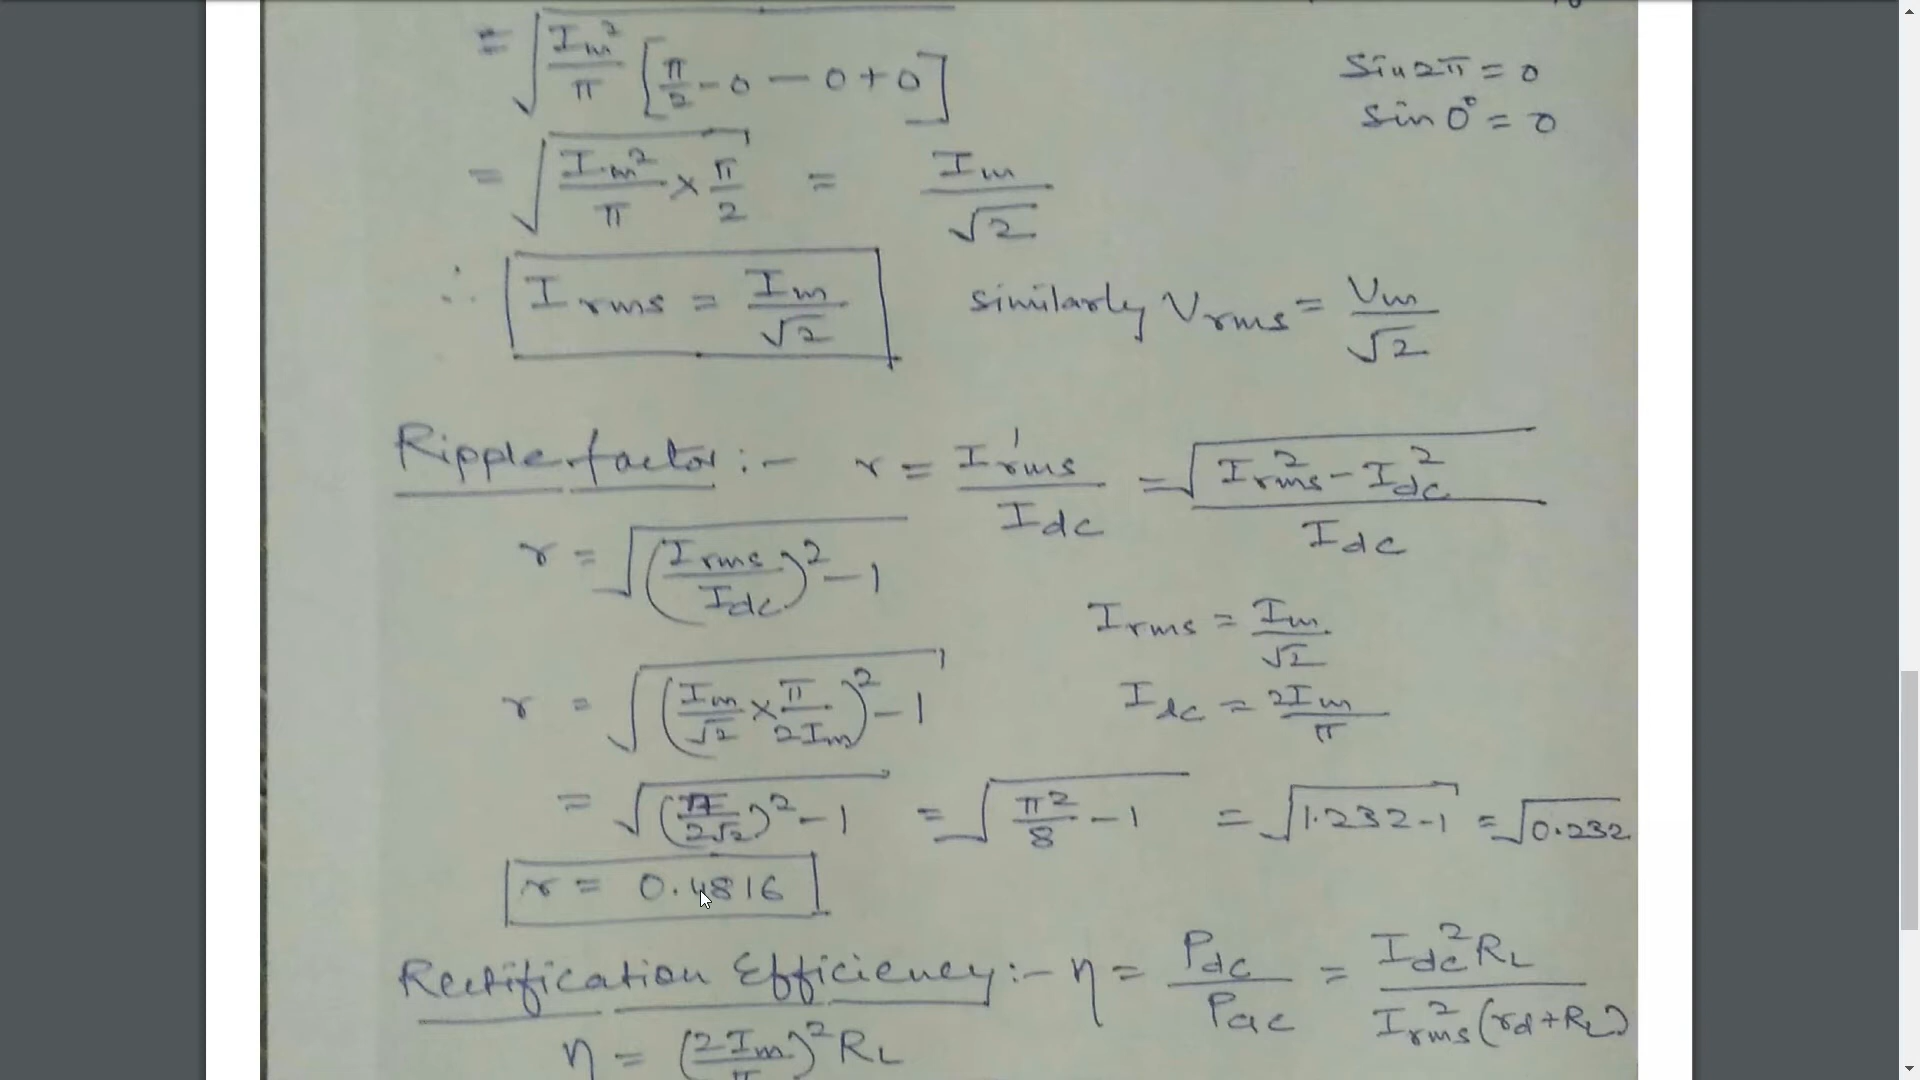 = √(Im²/π [π/2 - 0 - 0 + 0])
sin 2π = 0
sin 0° = 0
= √(Im²/π × π/2) = Im/√2
∴ Irms = Im/√2 similarly Vrms = Vm/√2
Ripple factor :- r = I'rms/Idc = √(Irms² - Idc²)/Idc
r = √((Irms/Idc)² - 1)
Irms = Im/√2
r = √((Im/√2 × π/2Im)² - 1)
Idc = 2Im/π
= √((π/2√2)² - 1) = √(π²/8 - 1) = √(1.232 - 1) = √0.232
r = 0.4816
Rectification Efficiency :- η = Pdc/Pac = Idc² RL/Irms² (rd + RL)
η = (2Im/π)² RL